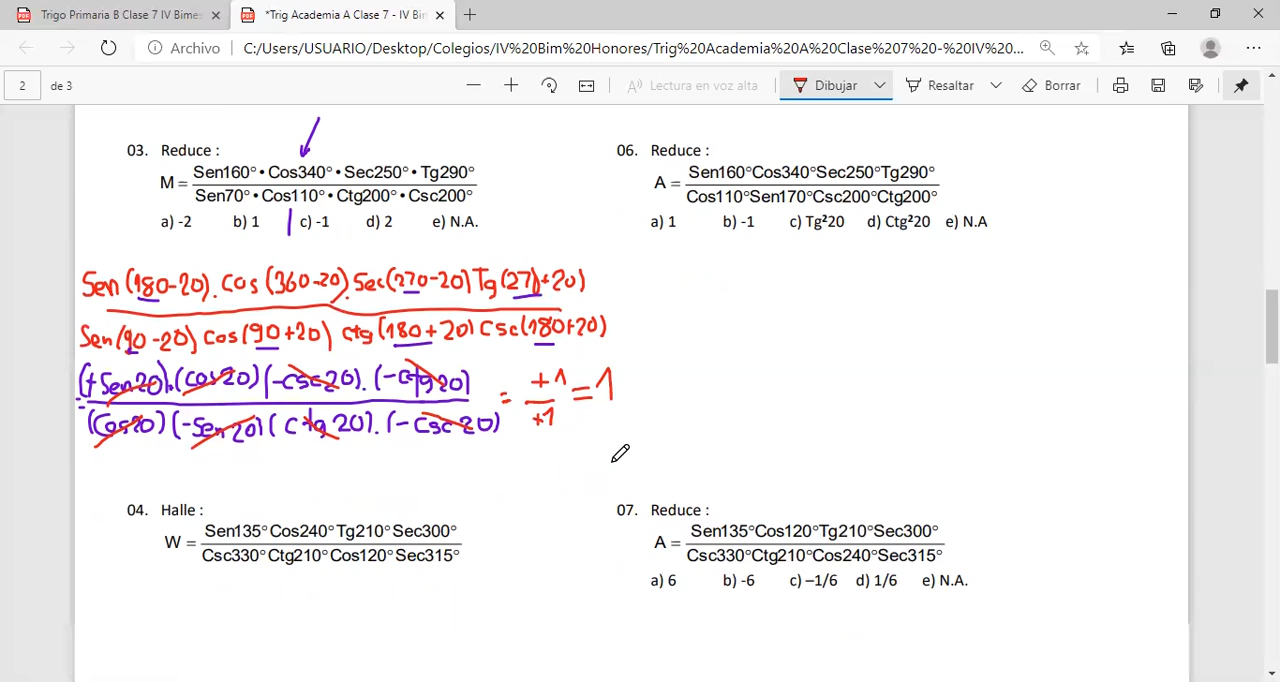 Trigo Primaria B Clase 7 IV Bimes
*Trig Academia A Clase 7 - IV Bin
Archivo
C:/Users/USUARIO/Desktop/Colegios/IV%20Bim%20Honores/Trig%20Academia%20A%20Clase%207%20-%20IV%20...
2 de 3
Lectura en voz alta
Dibujar
Resaltar
Borrar
03. Reduce :
M = Sen160°•Cos340°•Sec250°•Tg290°
Sen70°•Cos110°•Ctg200°•Csc200°
a) -2 b) 1 c) -1 d) 2 e) N.A.
Sen(180-20).Cos(360-20).Sec(270-20)Tg(27)+20)
Sen(90-20)cos(90+20) ctg(180+20)Csc(180+20)
= (+Sen20).(cos20)(-csc20).(-ctg20)
(cos20)(-Sen20)(ctg20).(-csc20)
= +1 = 1
+1
04. Halle :
W = Sen135°Cos240°Tg210°Sec300°
Csc330°Ctg210°Cos120°Sec315°
06. Reduce :
A = Sen160°Cos340°Sec250°Tg290°
Cos110°Sen170°Csc200°Ctg200°
a) 1 b) -1 c) Tg²20 d) Ctg²20 e) N.A
07. Reduce :
A = Sen135°Cos120°Tg210°Sec300°
Csc330°Ctg210°Cos240°Sec315°
a) 6 b) -6 c) –1/6 d) 1/6 e) N.A.